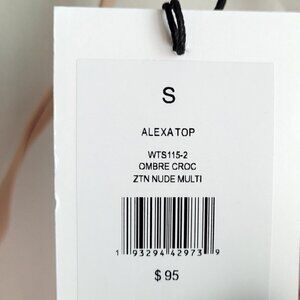 S
ALEXA TOP
WTS115-2
OMBRE CROC
ZTN NUDE MULTI
1 93294 42973 9
$ 95